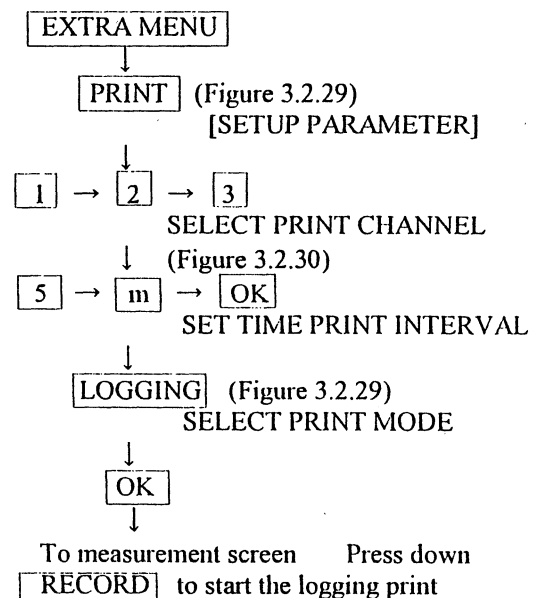 EXTRA MENU
↓
PRINT (Figure 3.2.29)
[SETUP PARAMETER]
↓
1 → 2 → 3
SELECT PRINT CHANNEL
↓ (Figure 3.2.30)
5 → m → OK
SET TIME PRINT INTERVAL
↓
LOGGING (Figure 3.2.29)
SELECT PRINT MODE
↓
OK
↓
To measurement screen Press down
RECORD to start the logging print